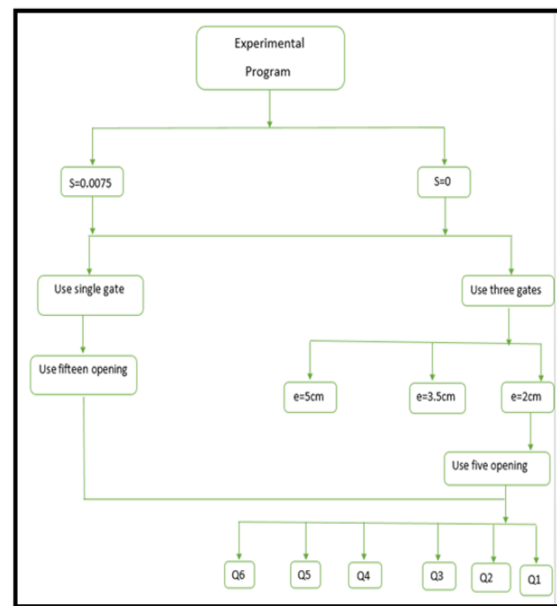 Experimental
Program
S=0.0075
S=0
Use single gate
Use three gates
Use fifteen opening
e=5cm
e=3.5cm
e=2cm
Use five opening
Q6
Q5
Q4
Q3
Q2
Q1